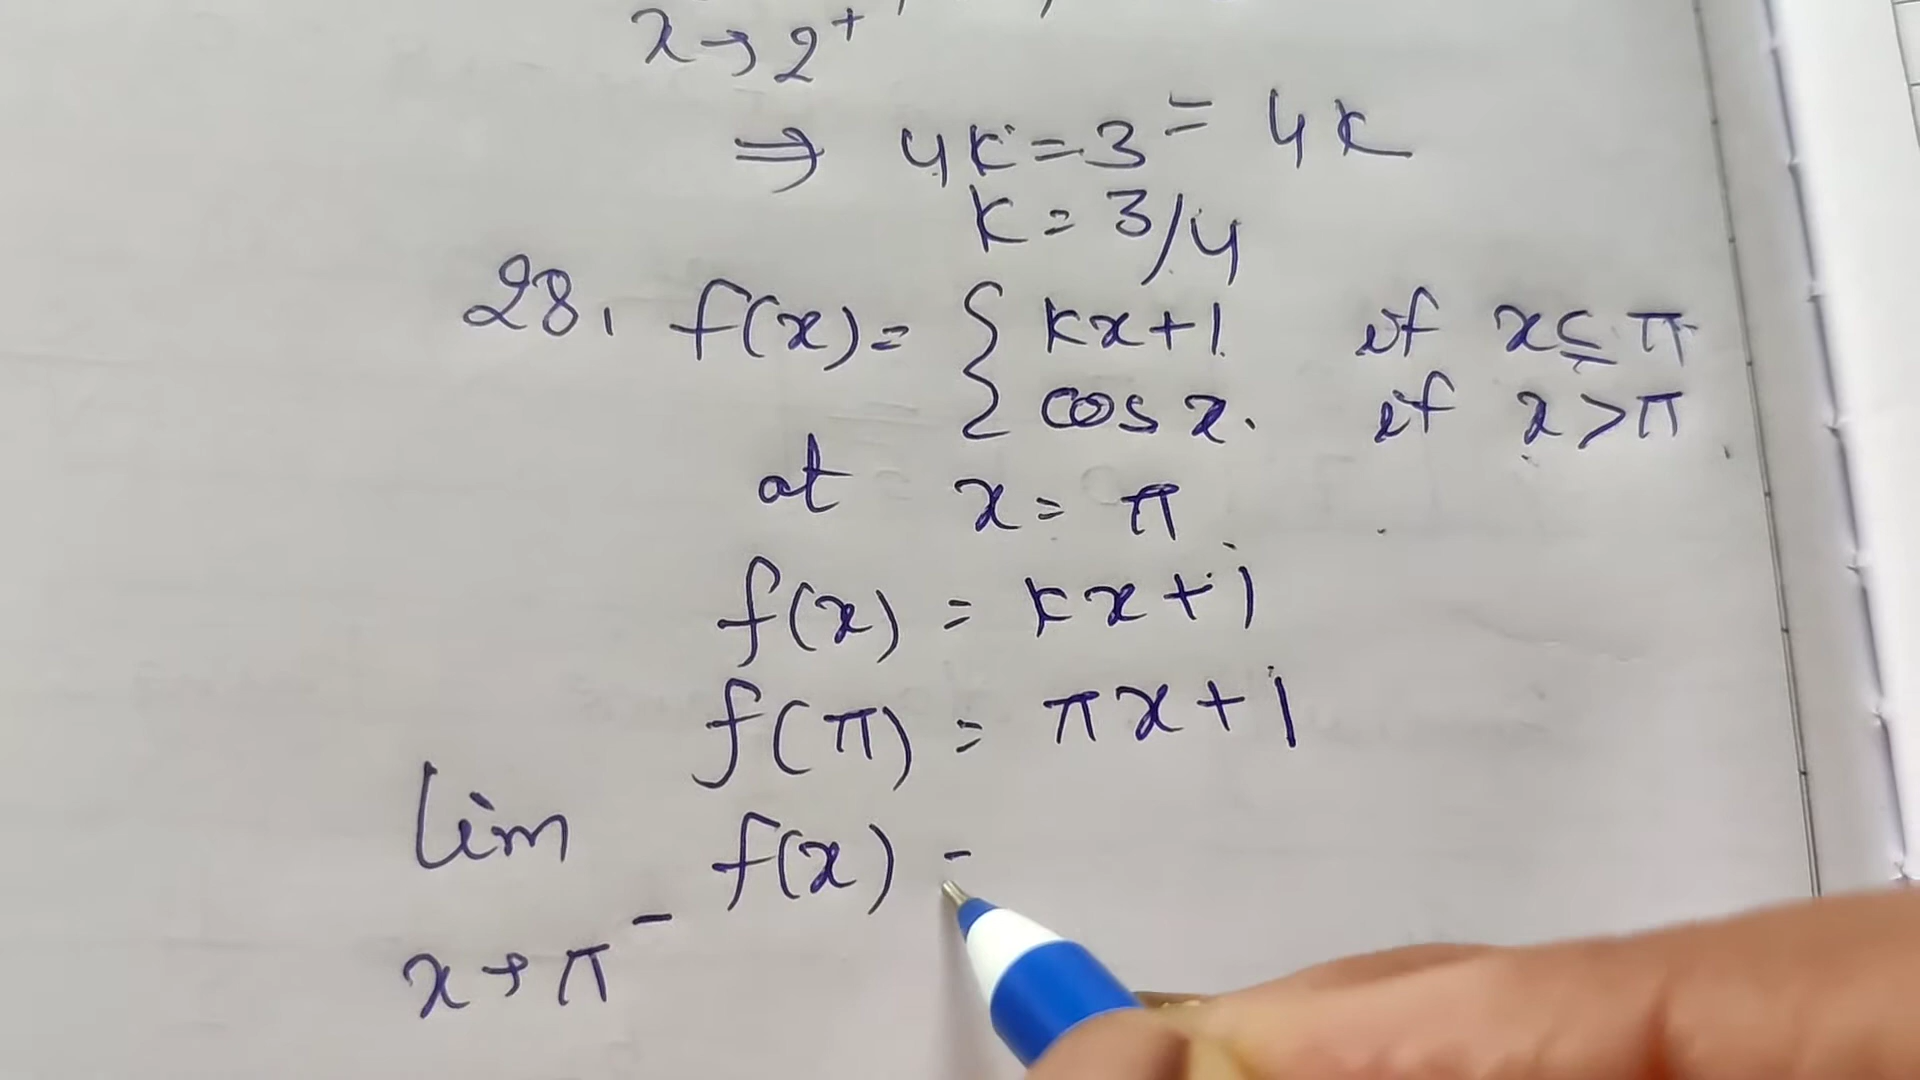 x→2⁺
⇒ 4k=3 = 4k
k = 3/4
28. f(x) = { kx+1 if x ≤ π
{ cos x. if x > π
at x = π
f(x) = kx+1
f(π) = πx+1
lim f(x) =
x→π⁻